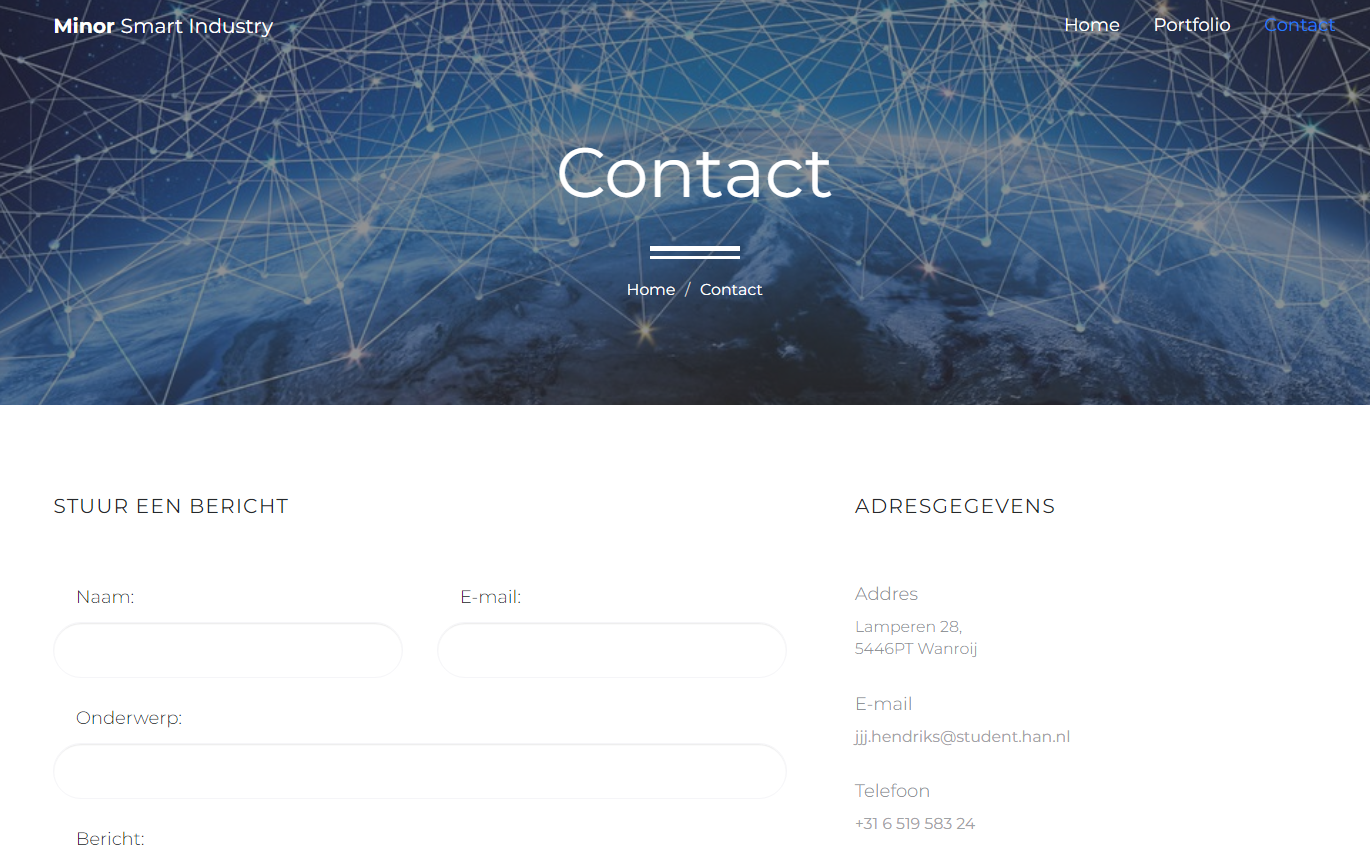 Minor Smart Industry
Home Portfolio Contact
Contact
Home / Contact
STUUR EEN BERICHT
Naam:
E-mail:
Onderwerp:
Bericht:
ADRESGEGEVENS
Addres
Lamperen 28,
5446PT Wanroij
E-mail
jjj.hendriks@student.han.nl
Telefoon
+31 6 519 583 24